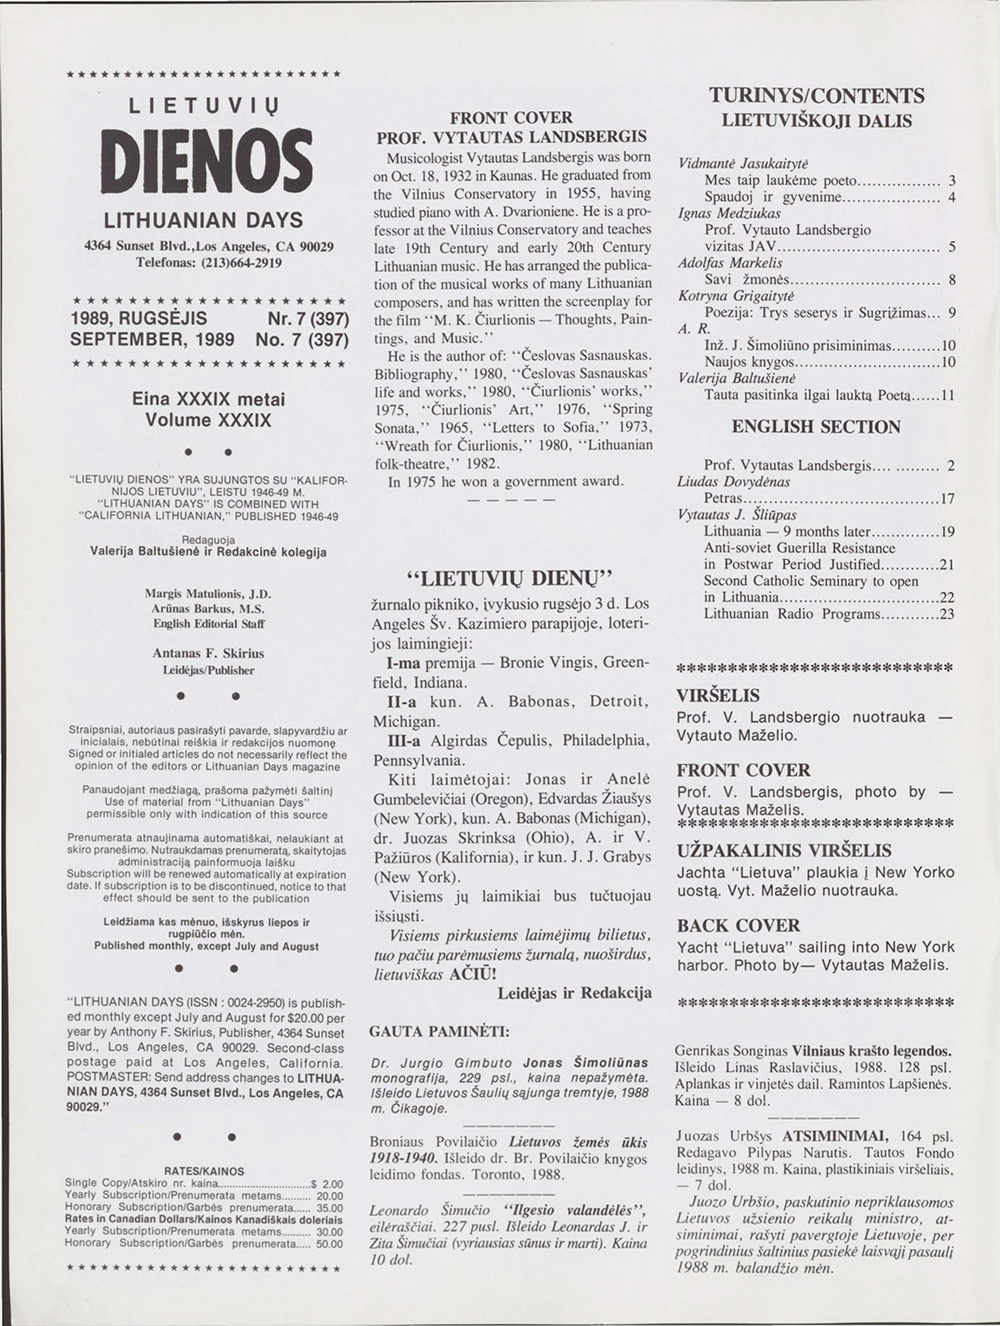 LIETUVIŲ
DIENOS
LITHUANIAN DAYS
4364 Sunset Blvd.,Los Angeles, CA 90029
Telefonas: (213)664-2919
1989, RUGSĖJIS Nr. 7 (397)
SEPTEMBER, 1989 No. 7 (397)
Eina XXXIX metai
Volume XXXIX
"LIETUVIŲ DIENOS" YRA SUJUNGTOS SU "KALIFOR-
NIJOS LIETUVIU", LEISTU 1946-49 M.
"LITHUANIAN DAYS" IS COMBINED WITH
"CALIFORNIA LITHUANIAN," PUBLISHED 1946-49
Redaguoja
Valerija Baltušienė ir Redakcinė kolegija
Margis Matulionis, J.D.
Arūnas Barkus, M.S.
English Editorial Staff
Antanas F. Skirius
Leidėjas/Publisher
Straipsniai, autoriaus pasirašyti pavarde, slapyvardžiu ar
inicialais, nebūtinai reiškia ir redakcijos nuomonę
Signed or initialed articles do not necessarily reflect the
opinion of the editors or Lithuanian Days magazine
Panaudojant medžiagą, prašoma pažymėti šaltinį
Use of material from "Lithuanian Days"
permissible only with indication of this source
Prenumerata atnaujinama automatiškai, nelaukiant at
skiro pranešimo. Nutraukdamas prenumeratą, skaitytojas
administraciją painformuoja laišku
Subscription will be renewed automatically at expiration
date. If subscription is to be discontinued, notice to that
effect should be sent to the publication
Leidžiama kas mėnuo, išskyrus liepos ir
rugpiūčio mėn.
Published monthly, except July and August
"LITHUANIAN DAYS (ISSN : 0024-2950) is publish-
ed monthly except July and August for $20.00 per
year by Anthony F. Skirius, Publisher, 4364 Sunset
Blvd., Los Angeles, CA 90029. Second-class
postage paid at Los Angeles, California.
POSTMASTER: Send address changes to LITHUA-
NIAN DAYS, 4364 Sunset Blvd., Los Angeles, CA
90029."
RATES/KAINOS
Single Copy/Atskiro nr. kaina..............................$ 2.00
Yearly Subscription/Prenumerata metams.......... 20.00
Honorary Subscription/Garbės prenumerata...... 35.00
Rates in Canadian Dollars/Kainos Kanadiškais doleriais
Yearly Subscription/Prenumerata metams.......... 30.00
Honorary Subscription/Garbės prenumerata..... 50.00
FRONT COVER
PROF. VYTAUTAS LANDSBERGIS
Musicologist Vytautas Landsbergis was born
on Oct. 18, 1932 in Kaunas. He graduated from
the Vilnius Conservatory in 1955, having
studied piano with A. Dvarioniene. He is a pro-
fessor at the Vilnius Conservatory and teaches
late 19th Century and early 20th Century
Lithuanian music. He has arranged the publica-
tion of the musical works of many Lithuanian
composers, and has written the screenplay for
the film "M. K. Čiurlionis — Thoughts, Pain-
tings, and Music."
He is the author of: "Česlovas Sasnauskas.
Bibliography," 1980, "Česlovas Sasnauskas'
life and works," 1980, "Čiurlionis' works,"
1975, "Čiurlionis' Art," 1976, "Spring
Sonata," 1965, "Letters to Sofia," 1973,
"Wreath for Čiurlionis," 1980, "Lithuanian
folk-theatre," 1982.
In 1975 he won a government award.
"LIETUVIŲ DIENŲ"
žurnalo pikniko, įvykusio rugsėjo 3 d. Los
Angeles Šv. Kazimiero parapijoje, loteri-
jos laimingieji:
I-ma premija — Bronie Vingis, Green-
field, Indiana.
II-a kun. A. Babonas, Detroit,
Michigan.
III-a Algirdas Čepulis, Philadelphia,
Pennsylvania.
Kiti laimėtojai: Jonas ir Anelė
Gumbelevičiai (Oregon), Edvardas Žiaušys
(New York), kun. A. Babonas (Michigan),
dr. Juozas Skrinksa (Ohio), A. ir V.
Pažiūros (Kalifornia), ir kun. J. J. Grabys
(New York).
Visiems jų laimikiai bus tučtuojau
išsiųsti.
Visiems pirkusiems laimėjimų bilietus,
tuo pačiu parėmusiems žurnalą, nuoširdus,
lietuviškas AČIŪ!
Leidėjas ir Redakcija
GAUTA PAMINĖTI:
Dr. Jurgio Gimbuto Jonas Šimoliūnas
monografija, 229 psl., kaina nepažymėta.
Išleido Lietuvos Šaulių sąjunga tremtyje, 1988
m. Čikagoje.
Broniaus Povilaičio Lietuvos žemės ūkis
1918-1940. Išleido dr. Br. Povilaičio knygos
leidimo fondas. Toronto, 1988.
Leonardo Šimučio "Ilgesio valandėlės",
eilėraščiai. 227 pusl. Išleido Leonardas J. ir
Zita Šimučiai (vyriausias sūnus ir marti). Kaina
10 dol.
TURINYS/CONTENTS
LIETUVIŠKOJI DALIS
Vidmantė Jasukaitytė
Mes taip laukėme poeto................. 3
Spaudoj ir gyvenime.................... 4
Ignas Medziukas
Prof. Vytauto Landsbergio
vizitas JAV................................. 5
Adolfas Markelis
Savi žmonės............................... 8
Kotryna Grigaitytė
Poezija: Trys seserys ir Sugrįžimas... 9
A. R.
Inž. J. Šimoliūno prisiminimas..........10
Naujos knygos..............................10
Valerija Baltušienė
Tauta pasitinka ilgai lauktą Poetą......11
ENGLISH SECTION
Prof. Vytautas Landsbergis.... ......... 2
Liudas Dovydėnas
Petras........................................17
Vytautas J. Šliūpas
Lithuania — 9 months later..............19
Anti-soviet Guerilla Resistance
in Postwar Period Justified............21
Second Catholic Seminary to open
in Lithuania.................................22
Lithuanian Radio Programs............23
VIRŠELIS
Prof. V. Landsbergio nuotrauka —
Vytauto Maželio.
FRONT COVER
Prof. V. Landsbergis, photo by —
Vytautas Maželis.
UŽPAKALINIS VIRŠELIS
Jachta "Lietuva" plaukia į New Yorko
uostą. Vyt. Maželio nuotrauka.
BACK COVER
Yacht "Lietuva" sailing into New York
harbor. Photo by— Vytautas Maželis.
Genrikas Songinas Vilniaus krašto legendos.
Išleido Linas Raslavičius, 1988. 128 psl.
Aplankas ir vinjetės dail. Ramintos Lapšienės.
Kaina — 8 dol.
Juozas Urbšys ATSIMINIMAI, 164 psl.
Redagavo Pilypas Narutis. Tautos Fondo
leidinys, 1988 m. Kaina, plastikiniais viršeliais,
— 7 dol.
Juozo Urbšio, paskutinio nepriklausomos
Lietuvos užsienio reikalų ministro, at-
siminimai, rašyti pavergtoje Lietuvoje, per
pogrindinius šaltinius pasiekė laisvąjį pasaulį
1988 m. balandžio mėn.